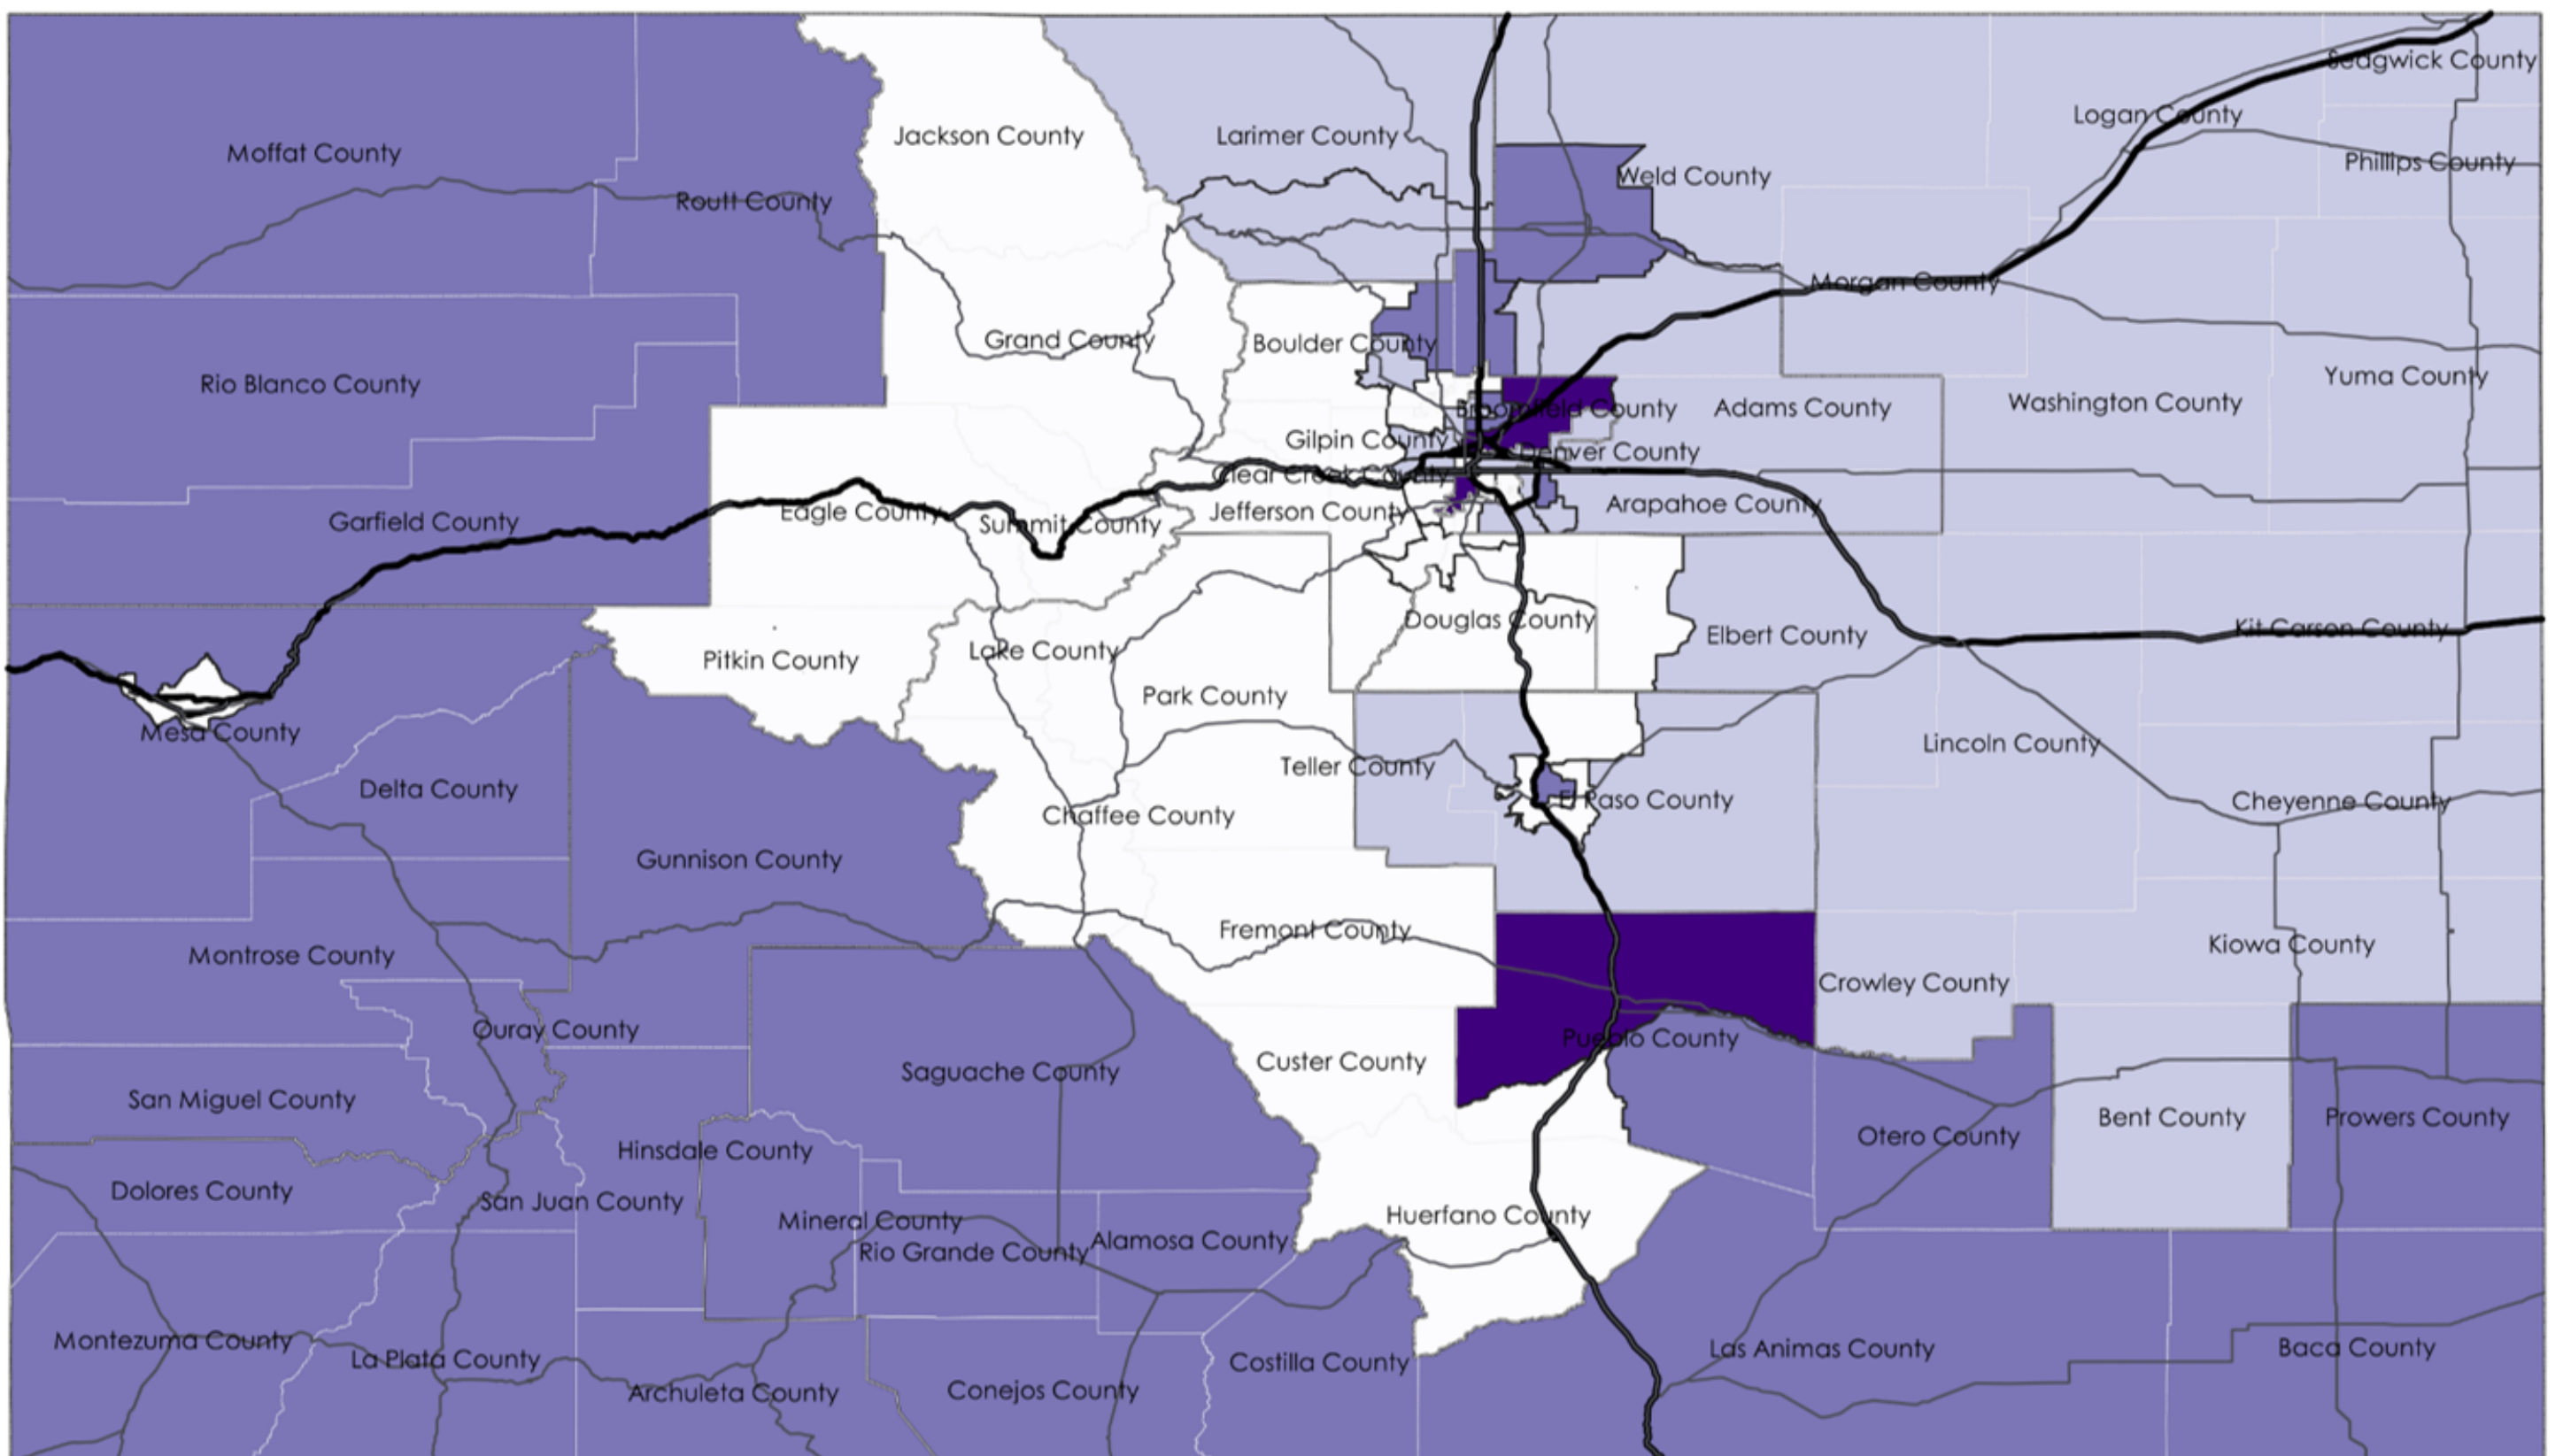 Sedgwick County
Logan County
Jackson County
Larimer County
Moffat County
Phillips County
Weld County
Routt County
Morgan County
Grand County
Boulder County
Yuma County
Rio Blanco County
Washington County
Broomfield County
Adams County
Gilpin County
Denver County
Clear Creek County
Arapahoe County
Eagle County
Jefferson County
Garfield County
Summit County
Douglas County
Kit Carson County
Elbert County
Lake County
Pitkin County
Park County
Mesa County
Lincoln County
Teller County
Delta County
El Paso County
Cheyenne County
Chaffee County
Gunnison County
Fremont County
Kiowa County
Montrose County
Crowley County
Ouray County
Pueblo County
Custer County
Saguache County
San Miguel County
Bent County
Prowers County
Otero County
Hinsdale County
Dolores County
San Juan County
Huerfano County
Mineral County
Alamosa County
Rio Grande County
Montezuma County
Las Animas County
Baca County
La Plata County
Costilla County
Conejos County
Archuleta County